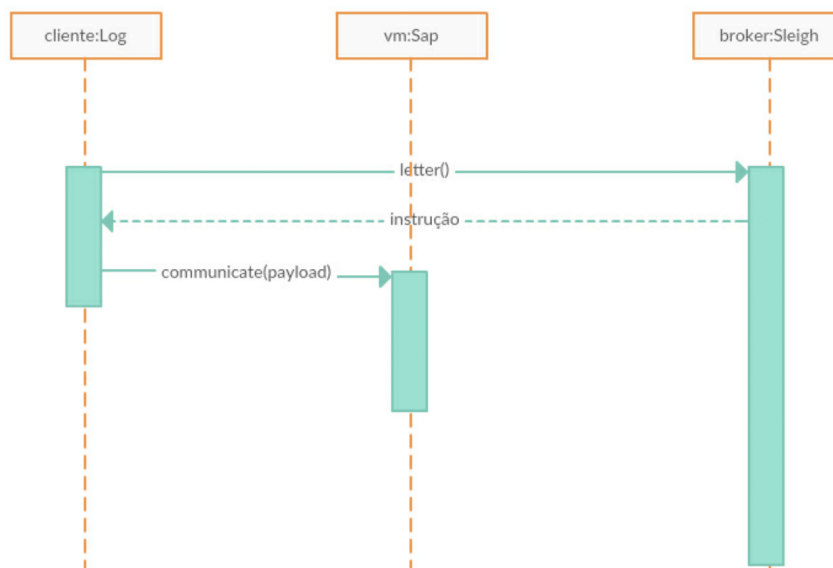 cliente:Log
vm:Sap
broker:Sleigh
letter()
instrução
communicate(payload)